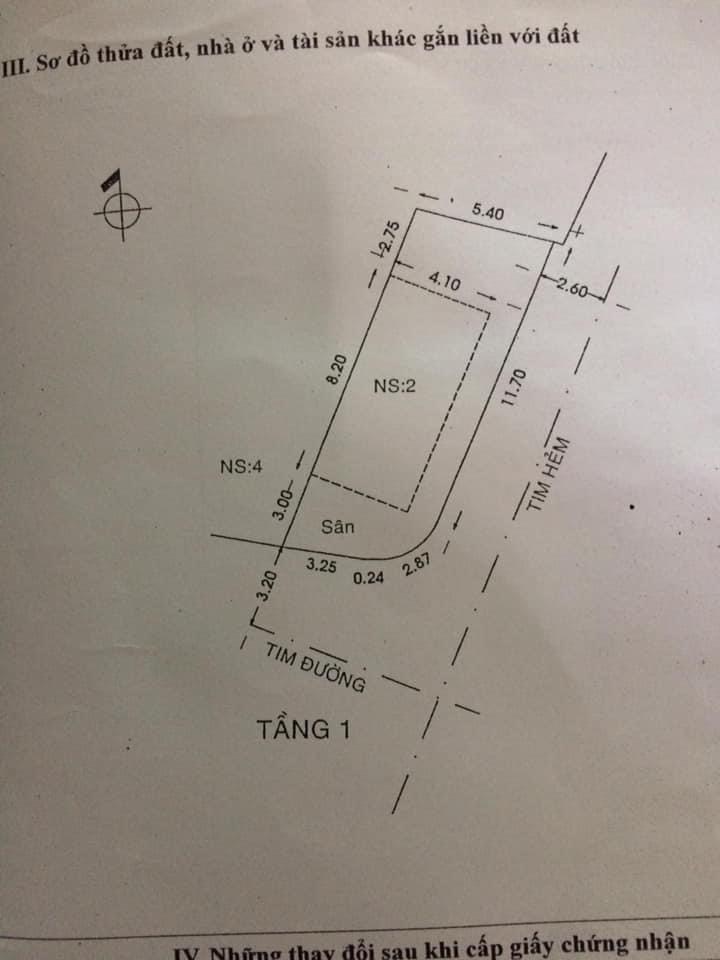 III. Sơ đồ thửa đất, nhà ở và tài sản khác gắn liền với đất
5.40
2.75
4.10
2.60
8.20
NS:2
11.70
NS:4
TIM HẺM
3.00
Sân
3.25
0.24
2.87
3.20
TIM ĐƯỜNG
TẦNG 1
IV. Những thay đổi sau khi cấp giấy chứng nhận